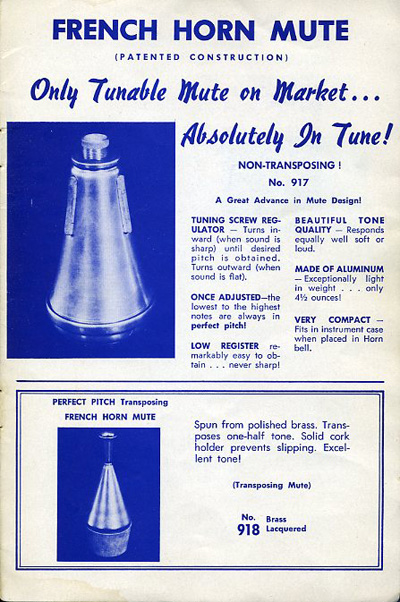 FRENCH HORN MUTE
(PATENTED CONSTRUCTION)
Only Tunable Mute on Market...
Absolutely In Tune!
NON-TRANSPOSING !
No. 917
A Great Advance in Mute Design!
TUNING SCREW REG-
ULATOR — Turns in-
ward (when sound is
sharp) until desired
pitch is obtained.
Turns outward (when
sound is flat).
ONCE ADJUSTED—the
lowest to the highest
notes are always in
perfect pitch!
LOW REGISTER re-
markably easy to ob-
tain . . . never sharp!
BEAUTIFUL TONE
QUALITY — Responds
equally well soft or
loud.
MADE OF ALUMINUM
— Exceptionally light
in weight . . . only
4½ ounces!
VERY COMPACT —
Fits in instrument case
when placed in Horn
bell.
PERFECT PITCH Transposing
FRENCH HORN MUTE
Spun from polished brass. Trans-
poses one-half tone. Solid cork
holder prevents slipping. Excel-
lent tone!
(Transposing Mute)
No. 918 Brass Lacquered